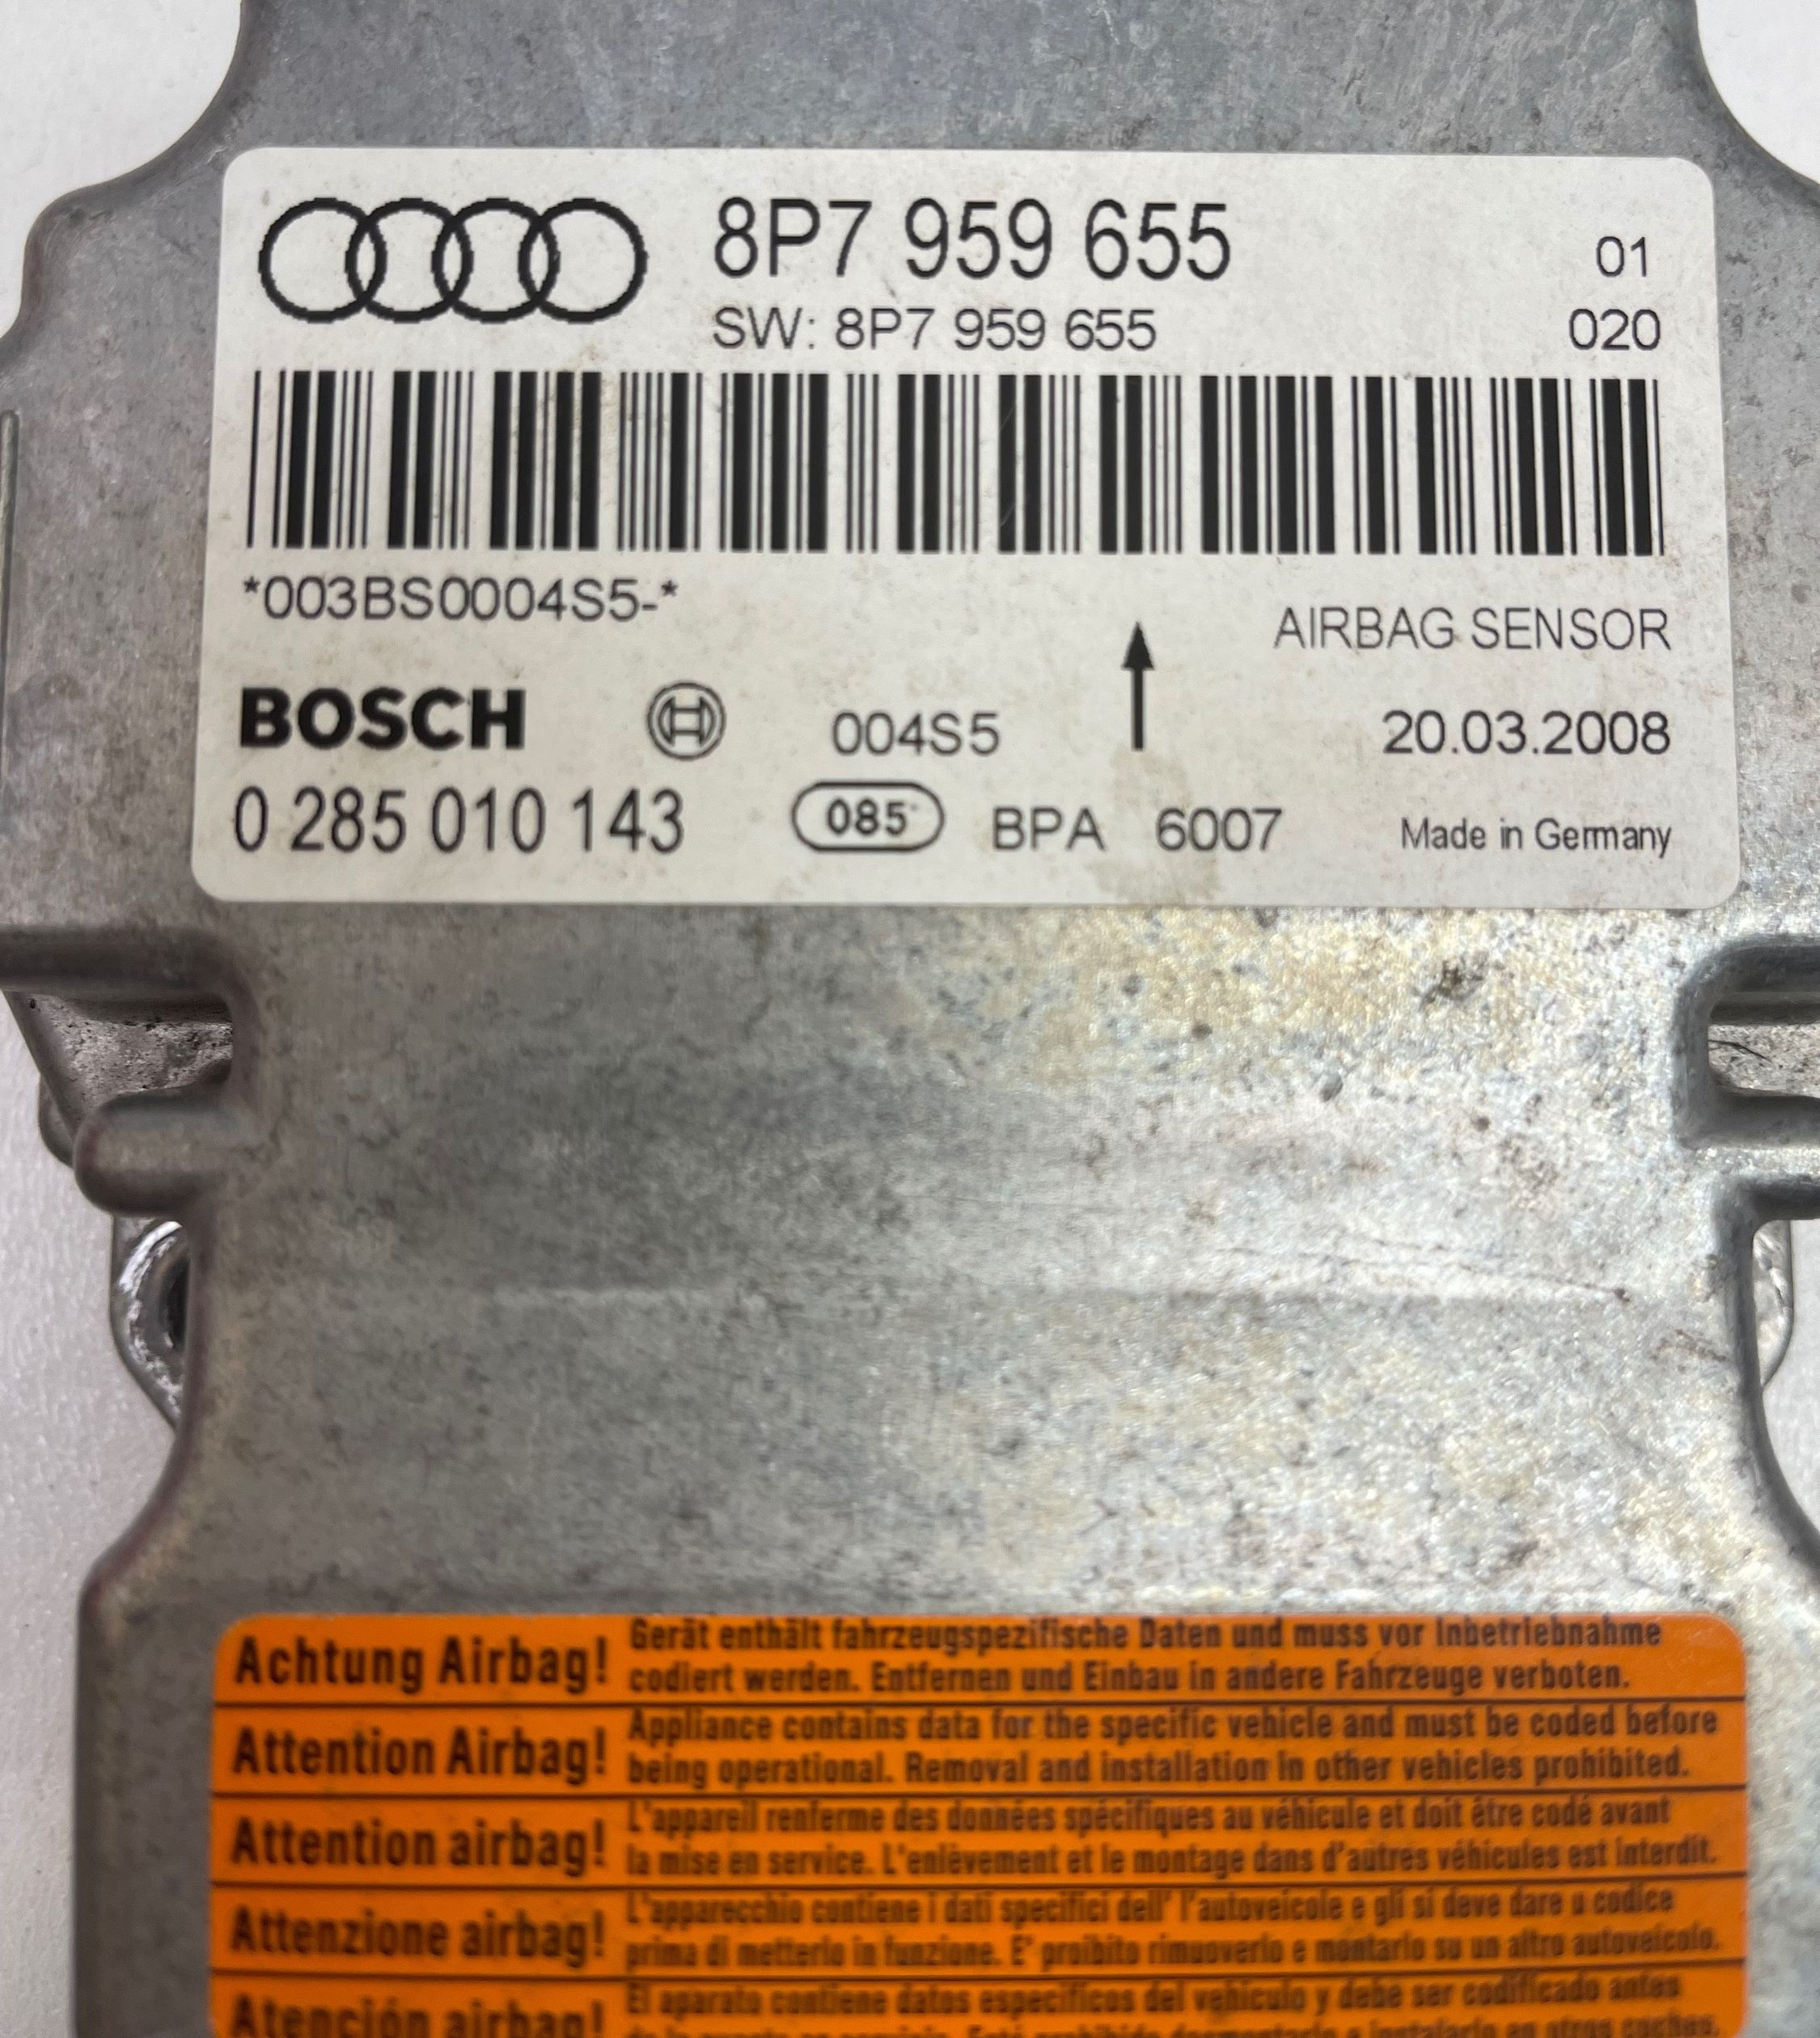 8P7 959 655 01
SW: 8P7 959 655 020
*003BS0004S5-*
AIRBAG SENSOR
BOSCH 004S5 20.03.2008
0 285 010 143 085 BPA 6007 Made in Germany
Achtung Airbag! Gerät enthält fahrzeugspezifische Daten und muss vor Inbetriebnahme
codiert werden. Entfernen und Einbau in andere Fahrzeuge verboten.
Attention Airbag! Appliance contains data for the specific vehicle and must be coded before
being operational. Removal and installation in other vehicles prohibited.
Attention airbag! L'appareil renferme des données spécifiques au véhicule et doit être codé avant
la mise en service. L'enlèvement et le montage dans d'autres véhicules est interdit.
Attenzione airbag! L'apparecchio contiene i dati specifici dell' l'autoveicole e gli si deve dare u codice
prima di metterlo in funzione. E' proibito rimuoverlo e montarlo su un altro autoveicolo.
Atención airbag! El aparato contiene datos específicos del vehículo y debe ser codificado antes